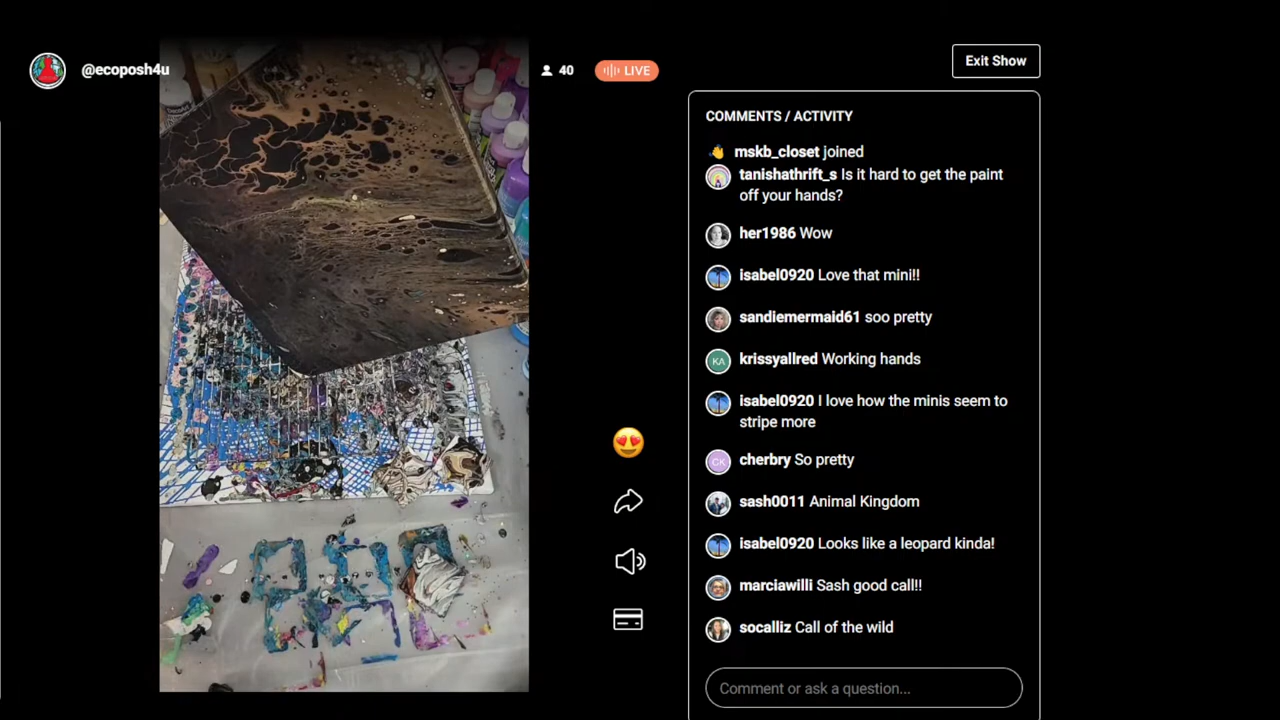 @ecoposh4u
40
LIVE
Exit Show
COMMENTS / ACTIVITY
mskb_closet joined
tanishathrift_s Is it hard to get the paint
off your hands?
her1986 Wow
isabel0920 Love that mini!!
sandiemermaid61 soo pretty
KA
krissyallred Working hands
isabel0920 I love how the minis seem to
stripe more
CK
cherbry So pretty
sash0011 Animal Kingdom
isabel0920 Looks like a leopard kinda!
marciawilli Sash good call!!
socalliz Call of the wild
Comment or ask a question...